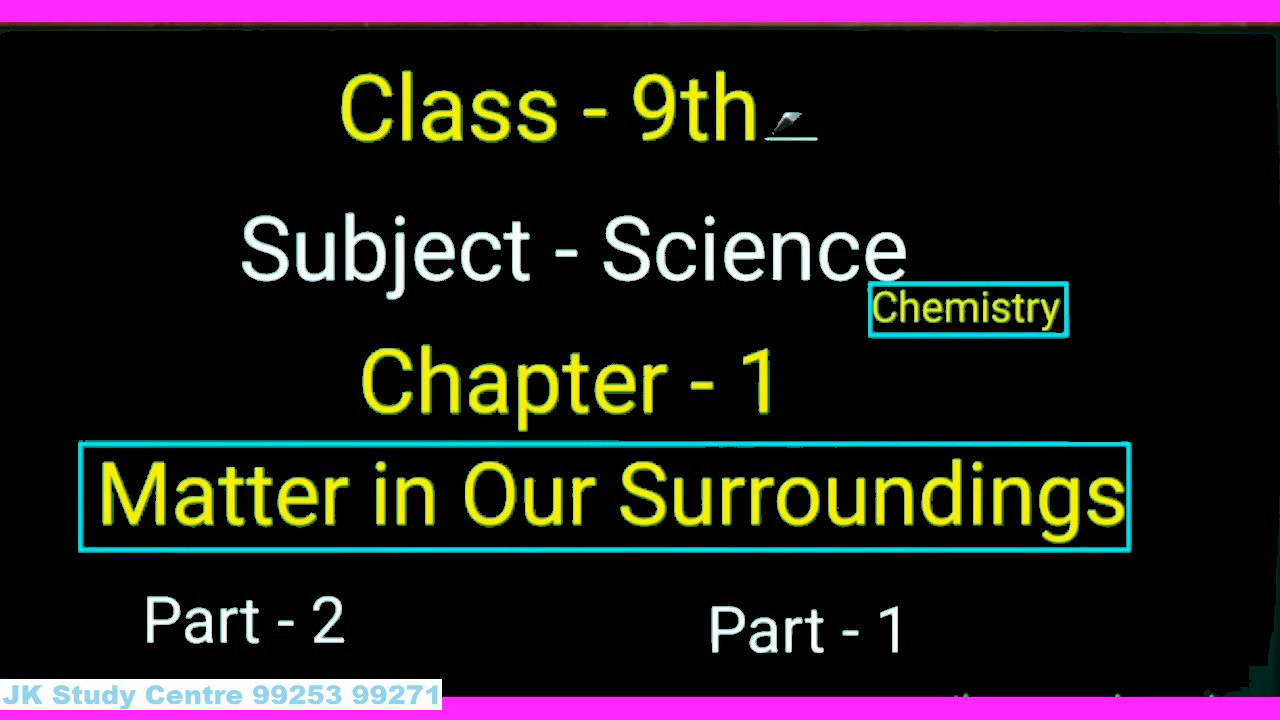 Class - 9th
Subject - Science
Chemistry
Chapter - 1
Matter in Our Surroundings
Part - 2
Part - 1
JK Study Centre 99253 99271